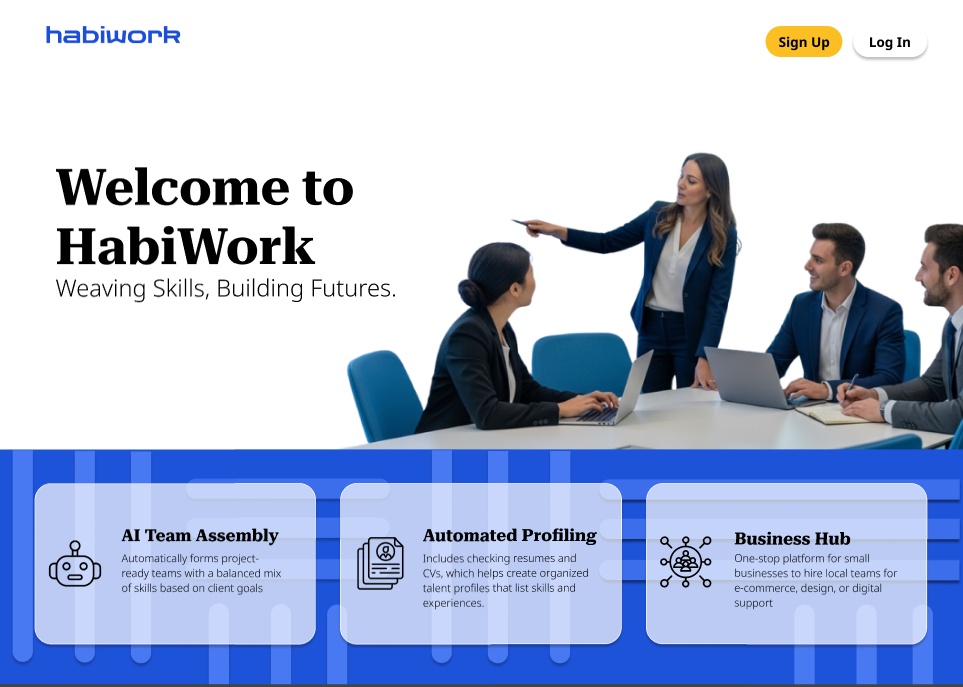 habiwork
Sign Up
Log In
Welcome to
HabiWork
Weaving Skills, Building Futures.
AI Team Assembly
Automatically forms project-
ready teams with a balanced mix
of skills based on client goals
Automated Profiling
Includes checking resumes and
CVs, which helps create organized
talent profiles that list skills and
experiences.
Business Hub
One-stop platform for small
businesses to hire local teams for
e-commerce, design, or digital
support